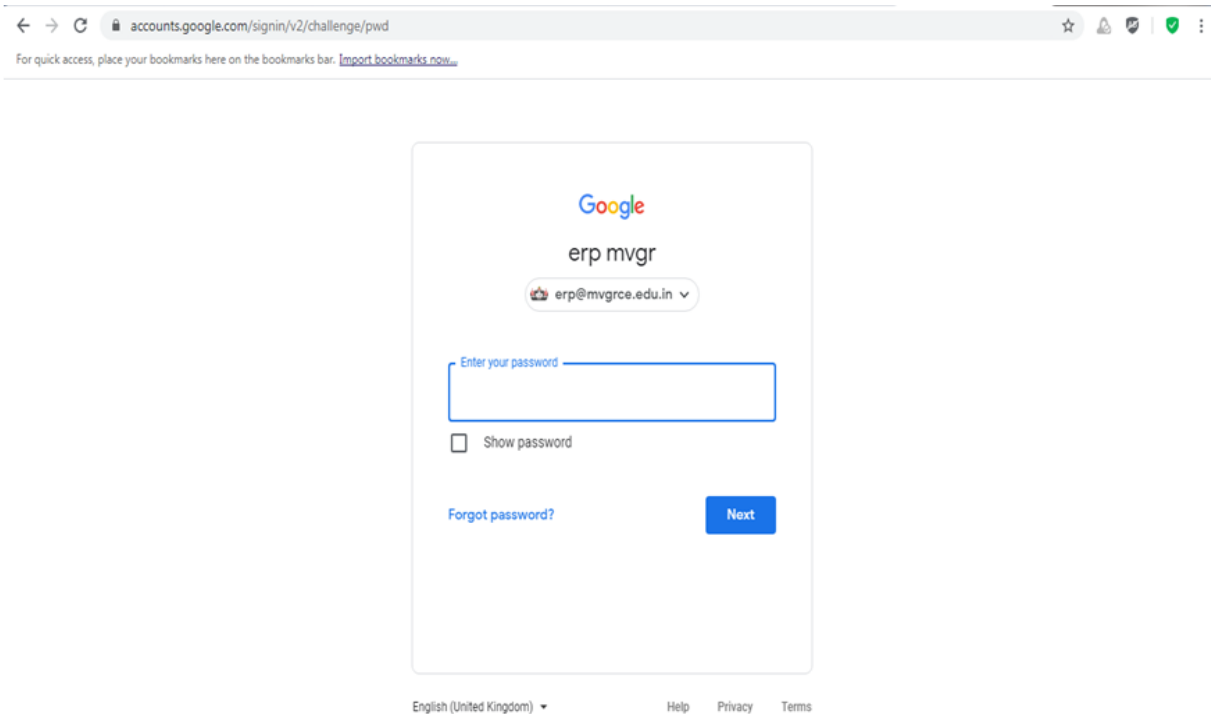 accounts.google.com/signin/v2/challenge/pwd
For quick access, place your bookmarks here on the bookmarks bar. Import bookmarks now...
Google
erp mvgr
erp@mvgrce.edu.in
Enter your password
Show password
Forgot password? Next
English (United Kingdom) Help Privacy Terms